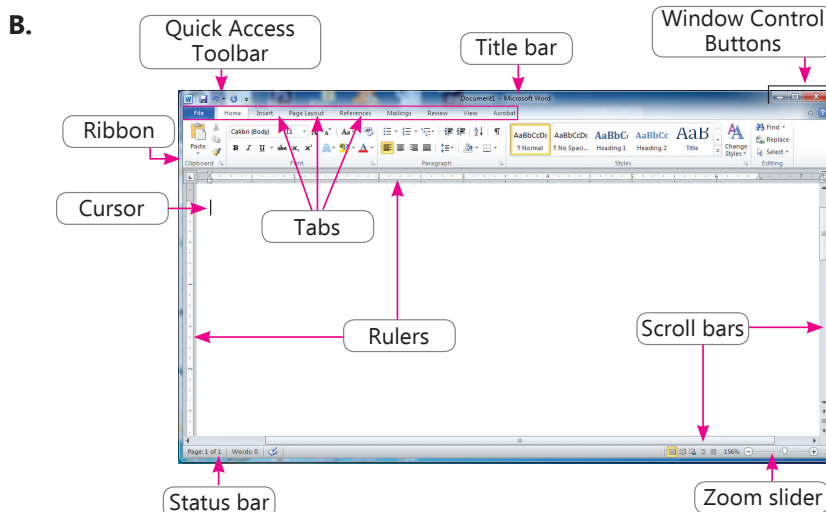 B.
Quick Access
Toolbar
Title bar
Window Control
Buttons
Document1 - Microsoft Word
File Home Insert Page Layout References Mailings Review View Acrobat
Ribbon
Paste
Calibri (Body) 11
AaBbCcDc AaBbCcDc AaBbC AaBbCc AaB
¶ Normal ¶ No Spaci... Heading 1 Heading 2 Title
Change
Styles
Find
Replace
Select
B I U abc x, x'
Clipboard Font Paragraph Styles Editing
Cursor
Tabs
Rulers
Scroll bars
Page: 1 of 1 Words: 0 156%
Status bar
Zoom slider